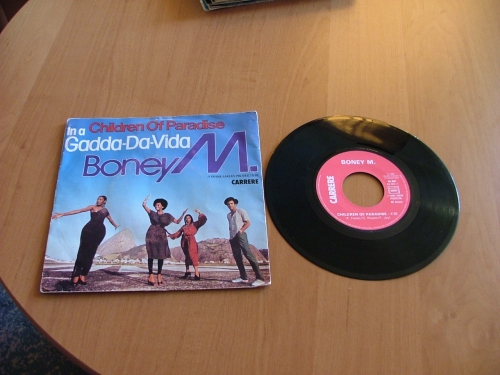 Children Of Paradise
In a
Gadda-Da-Vida
Boney M.
CARRERE
BONEY M.
CARRERE
CHILDREN OF PARADISE